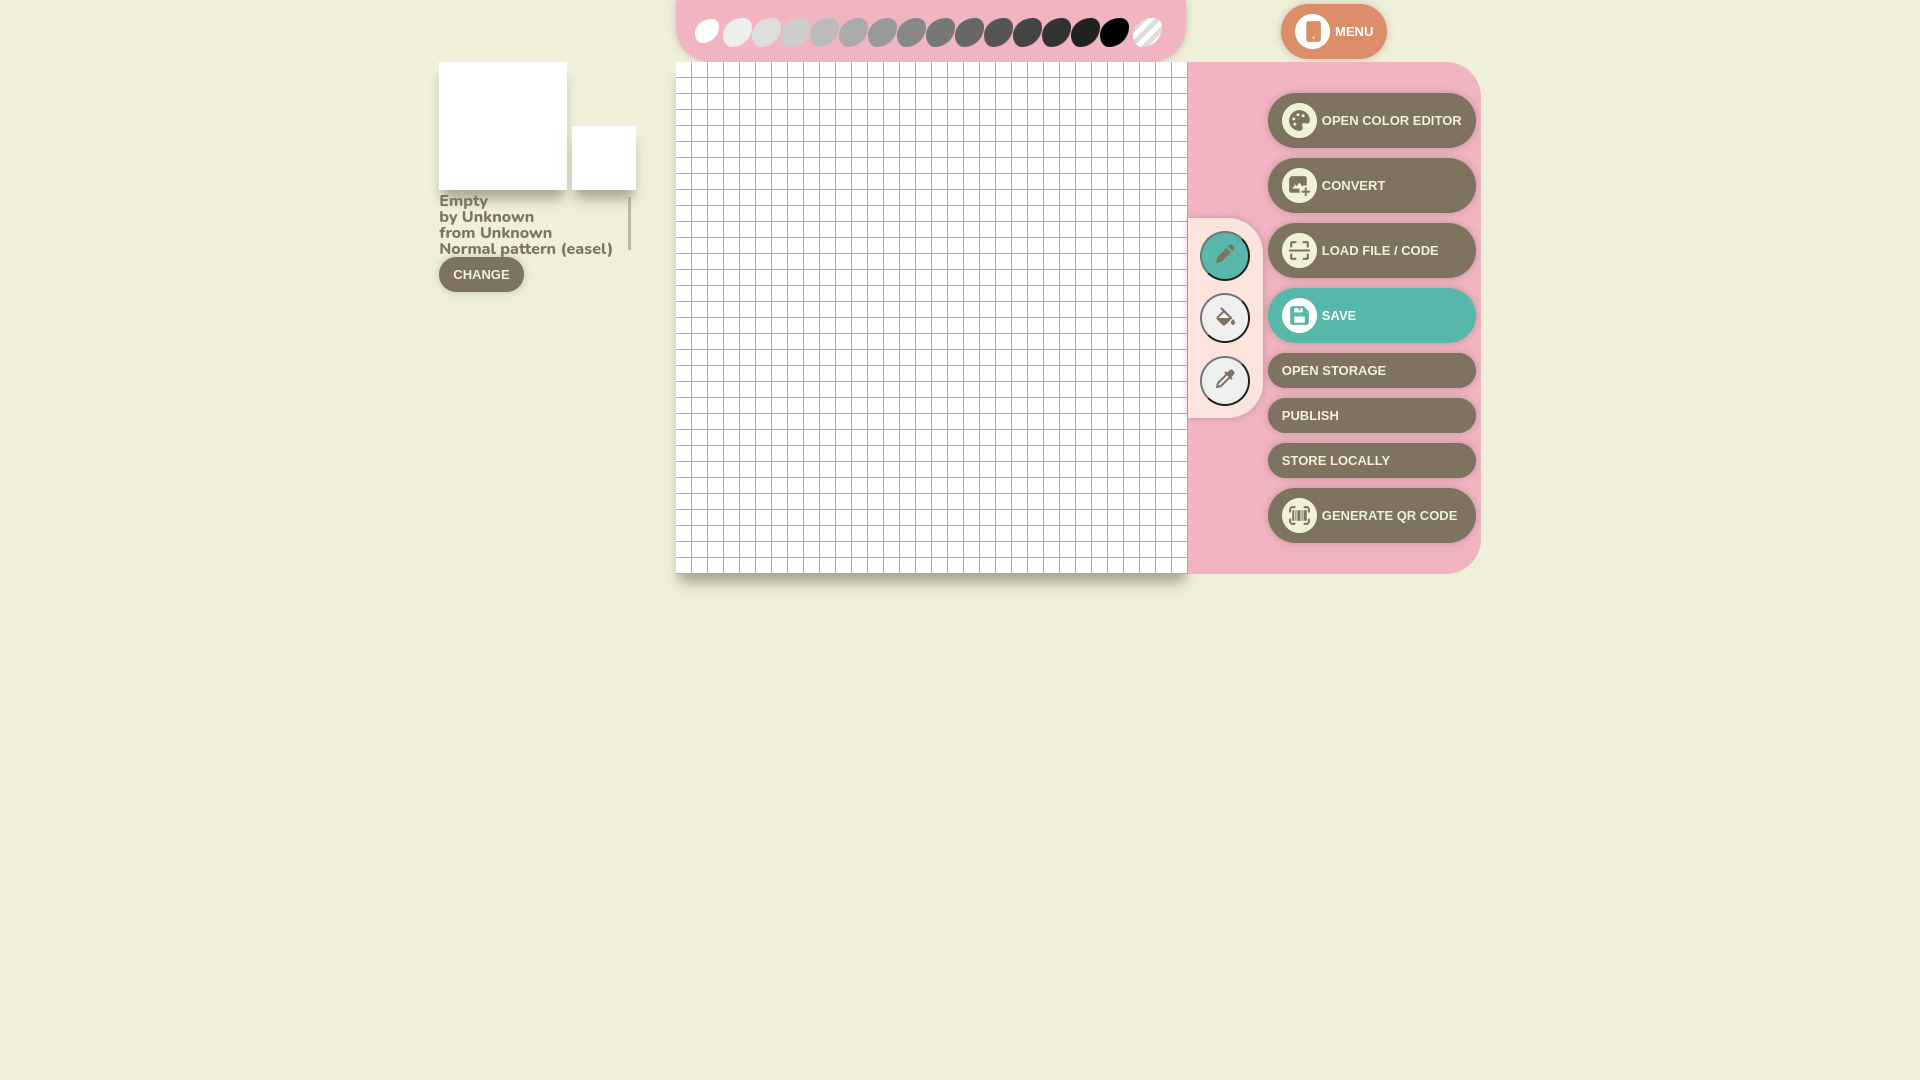 MENU
Empty
by Unknown
from Unknown
Normal pattern (easel)
CHANGE
OPEN COLOR EDITOR
CONVERT
LOAD FILE / CODE
SAVE
OPEN STORAGE
PUBLISH
STORE LOCALLY
GENERATE QR CODE